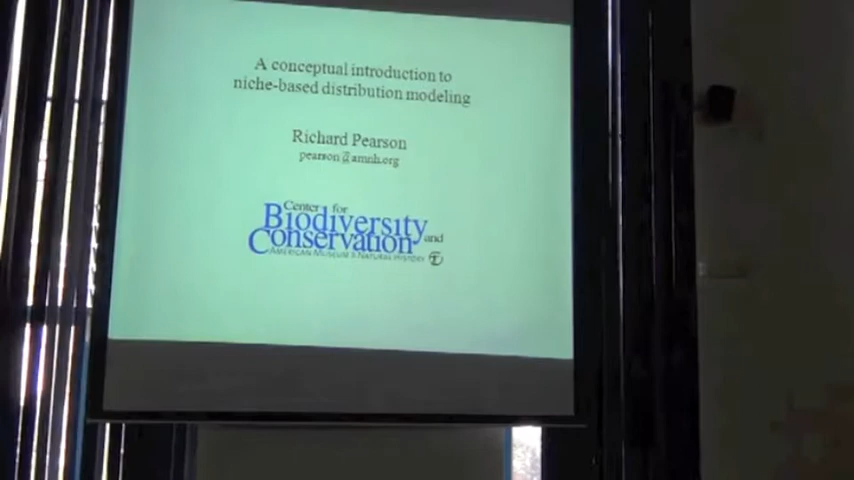 A conceptual introduction to
niche-based distribution modeling
Richard Pearson
pearson@amnh.org
Center for
Biodiversity and
Conservation
American Museum & Natural History